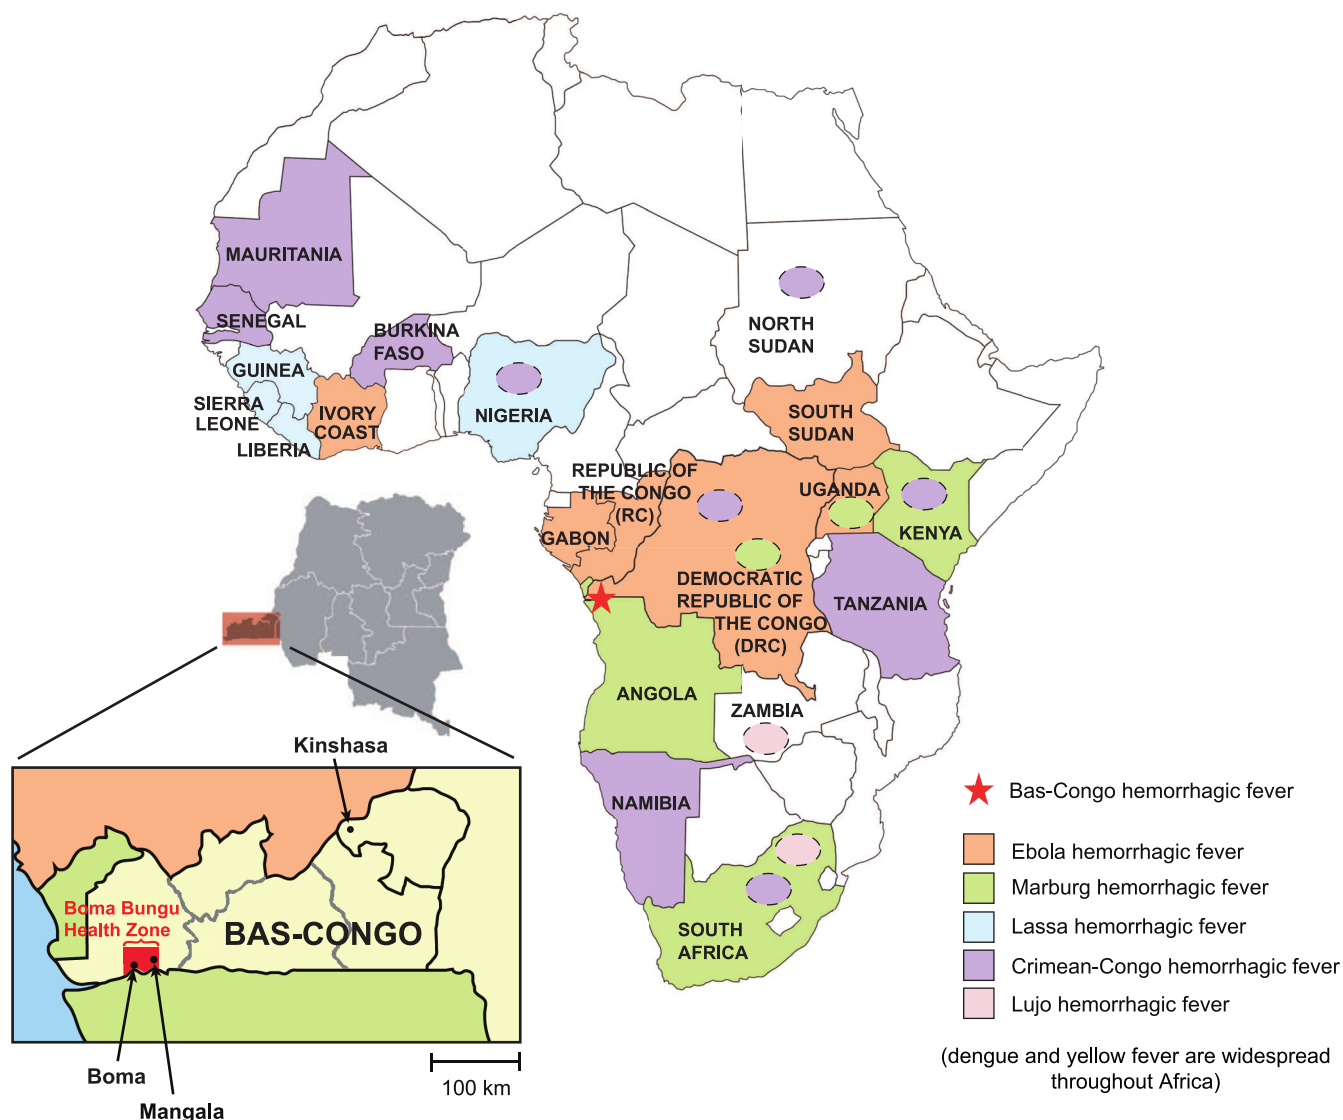 MAURITANIA
SENEGAL
BURKINA
FASO
GUINEA
SIERRA
LEONE
LIBERIA
IVORY
COAST
NIGERIA
NORTH
SUDAN
SOUTH
SUDAN
REPUBLIC OF
THE CONGO
(RC)
GABON
UGANDA
KENYA
DEMOCRATIC
REPUBLIC OF
THE CONGO
(DRC)
TANZANIA
ANGOLA
ZAMBIA
NAMIBIA
SOUTH
AFRICA
Kinshasa
Boma Bungu
Health Zone
BAS-CONGO
Boma
Mangala
100 km
Bas-Congo hemorrhagic fever
Ebola hemorrhagic fever
Marburg hemorrhagic fever
Lassa hemorrhagic fever
Crimean-Congo hemorrhagic fever
Lujo hemorrhagic fever
(dengue and yellow fever are widespread
throughout Africa)